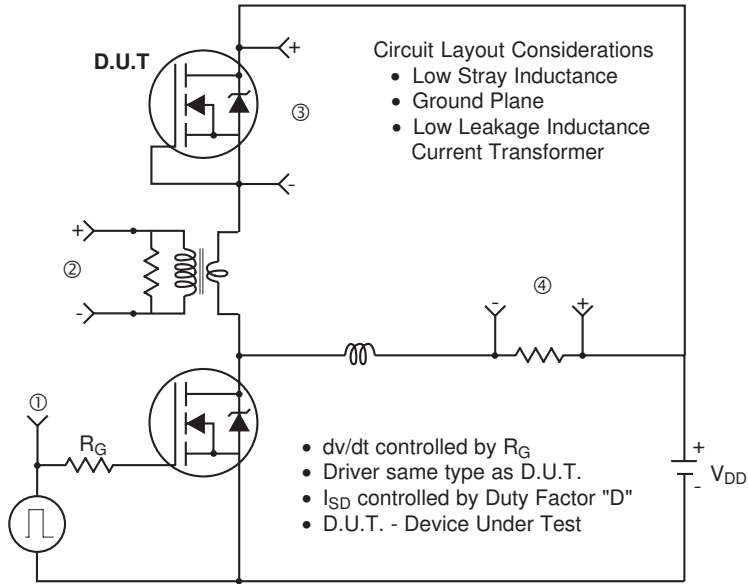 D.U.T
+
③
-
Circuit Layout Considerations
• Low Stray Inductance
• Ground Plane
• Low Leakage Inductance
Current Transformer
+
②
-
④
-
+
①
R_G
• dv/dt controlled by R_G
• Driver same type as D.U.T.
• I_SD controlled by Duty Factor "D"
• D.U.T. - Device Under Test
+
V_DD
-